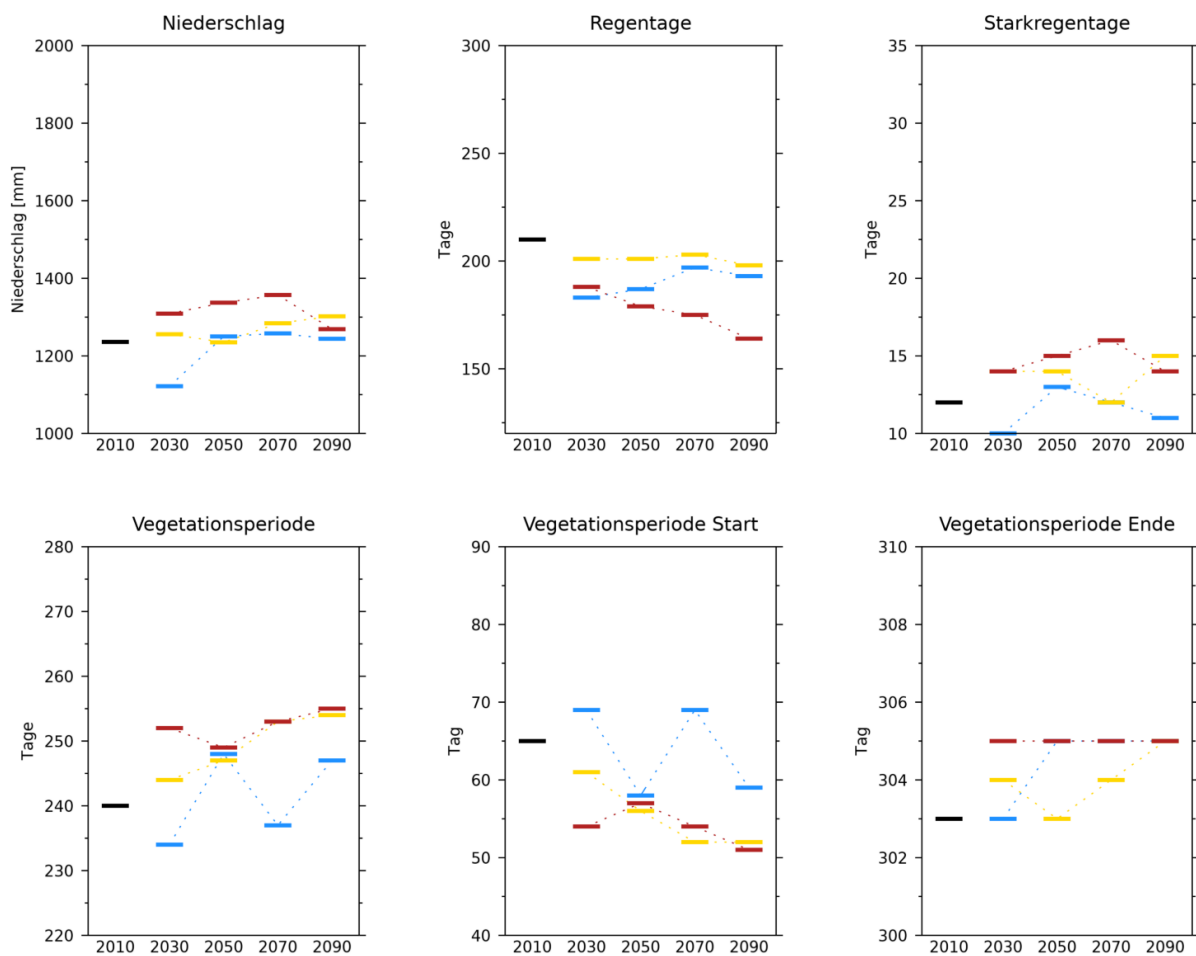 Niederschlag
Regentage
Starkregentage
2000
1800
1600
1400
1200
1000
Niederschlag [mm]
2010 2030 2050 2070 2090
300
250
200
150
Tage
2010 2030 2050 2070 2090
35
30
25
20
15
10
Tage
2010 2030 2050 2070 2090
Vegetationsperiode
Vegetationsperiode Start
Vegetationsperiode Ende
280
270
260
250
240
230
220
Tage
2010 2030 2050 2070 2090
90
80
70
60
50
40
Tag
2010 2030 2050 2070 2090
310
308
306
304
302
300
Tag
2010 2030 2050 2070 2090